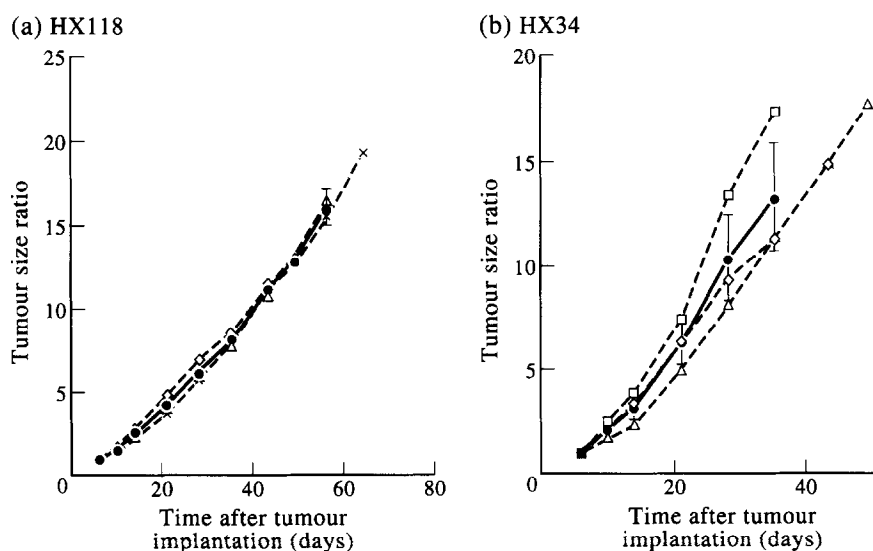 (a) HX118
25
20
15
10
5
0
20
40
60
80
Tumour size ratio
Time after tumour
implantation (days)
(b) HX34
20
15
10
5
0
20
40
Tumour size ratio
Time after tumour
implantation (days)